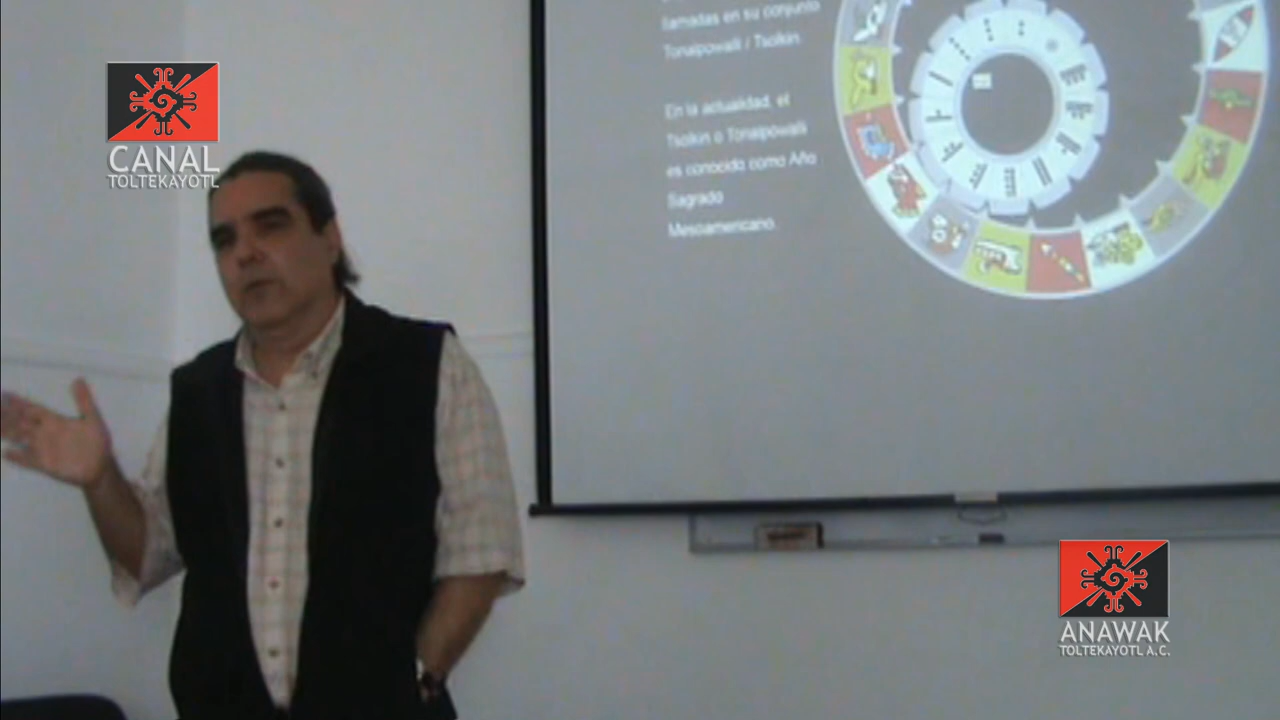 CANAL
TOLTEKAYOTL
llamadas en su conjunto
Tonalpowalli / Tsolkin
En la actualidad, el
Tsolkin o Tonalpowalli
es conocido como Año
Sagrado
Mesoamericano.
ANAWAK
TOLTEKAYOTL A.C.